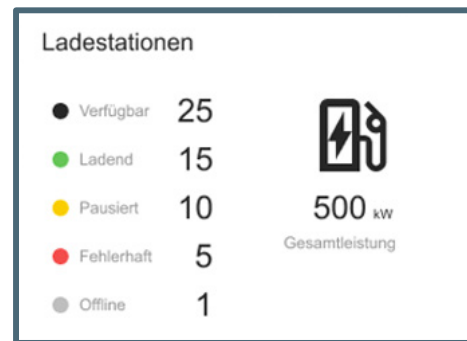 Ladestationen
Verfügbar 25
Ladend 15
Pausiert 10
Fehlerhaft 5
Offline 1
500 kW
Gesamtleistung